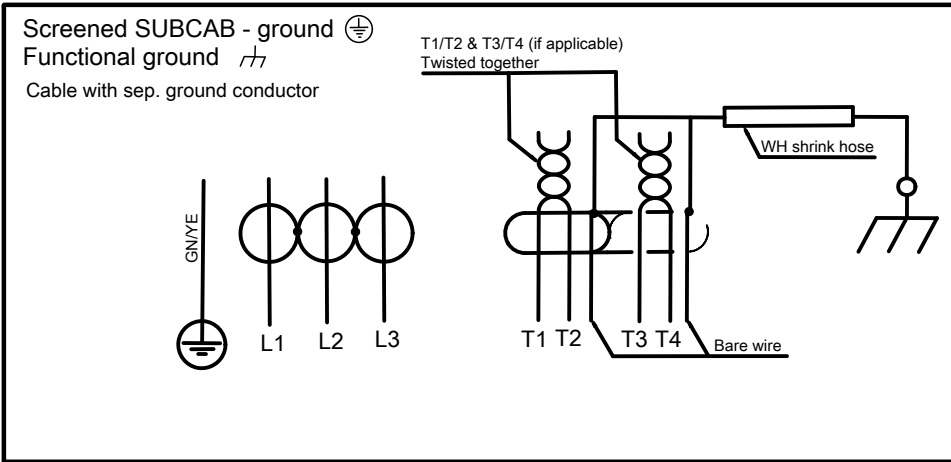 Screened SUBCAB - ground
Functional ground
Cable with sep. ground conductor
T1/T2 & T3/T4 (if applicable)
Twisted together
WH shrink hose
GN/YE
L1 L2 L3
T1 T2 T3 T4
Bare wire